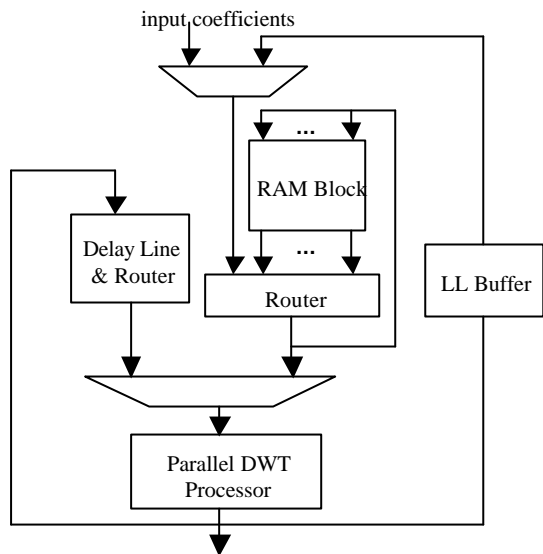 input coefficients
...
RAM Block
Delay Line
& Router
...
LL Buffer
Router
Parallel DWT
Processor